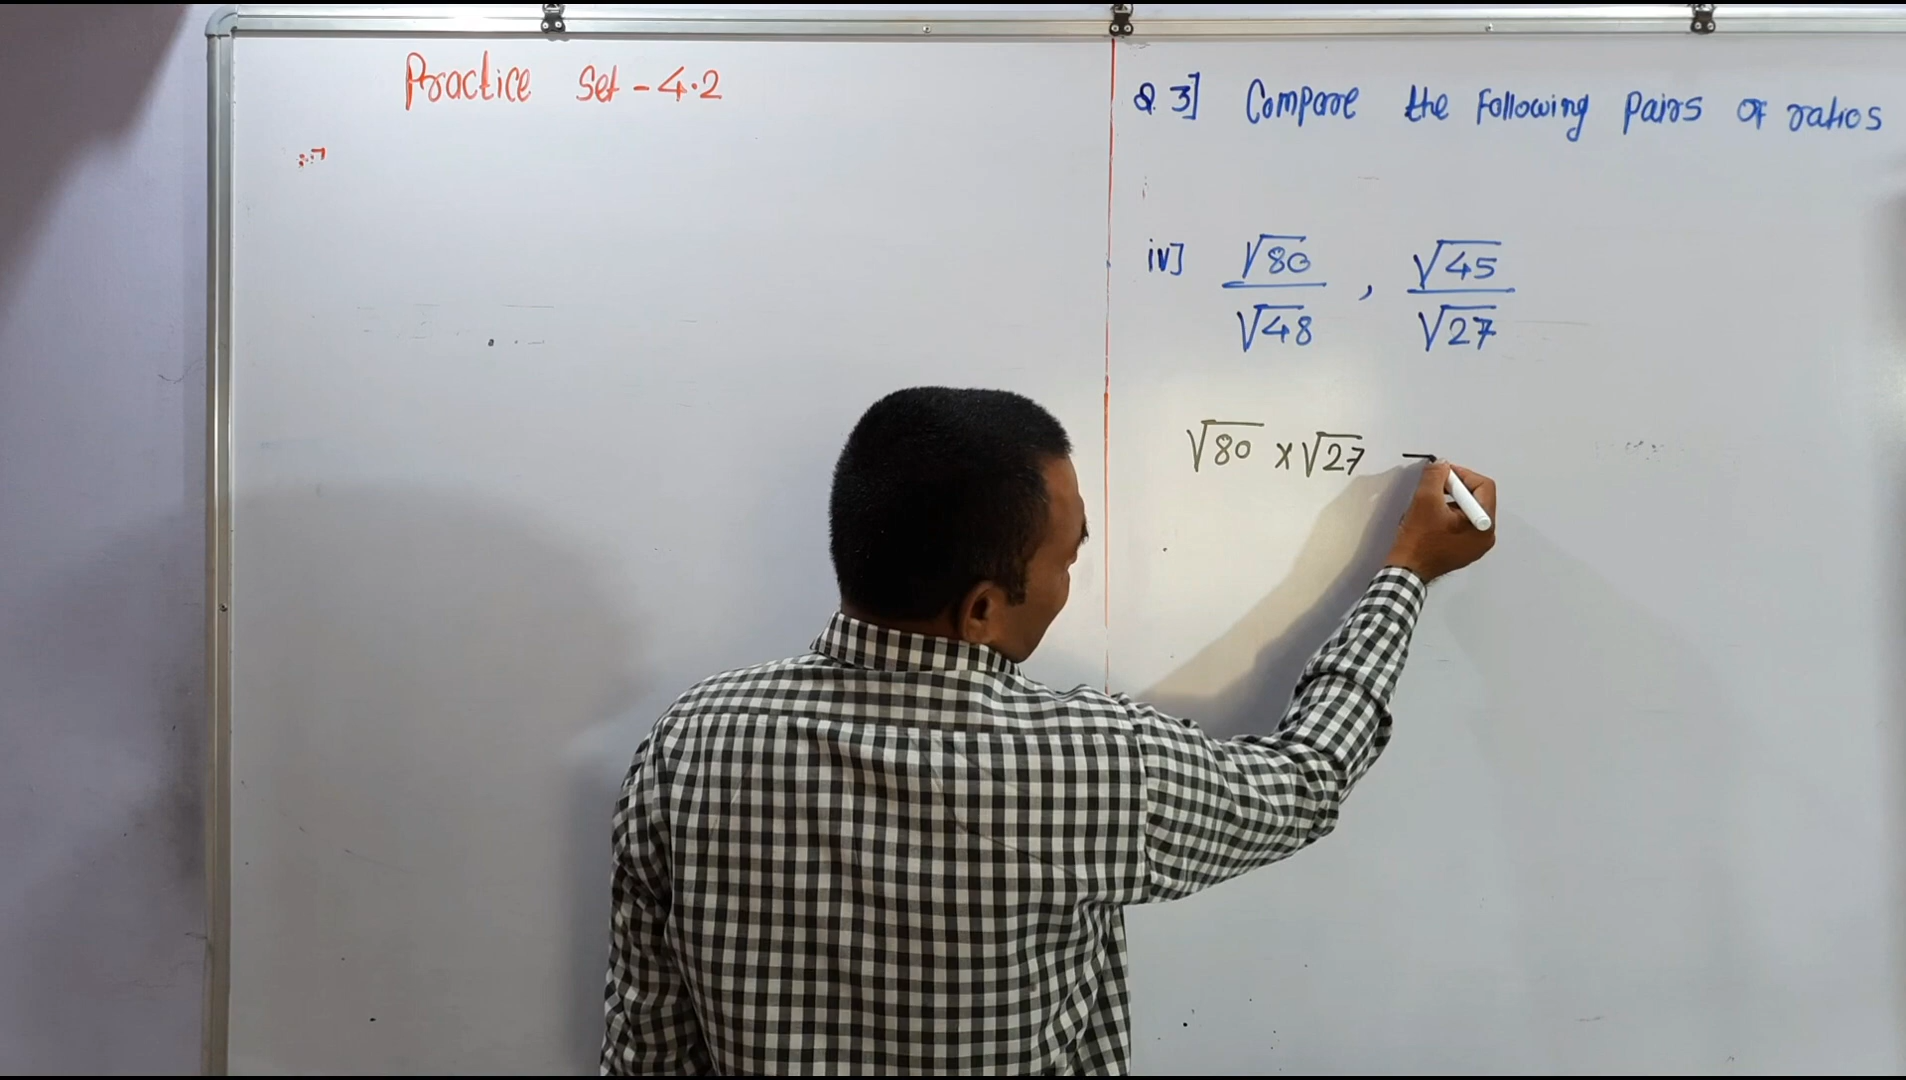 Practice Set - 4.2
Q. 3] Compare the following pairs of ratios
iv] √80/√48 , √45/√27
√80 × √27